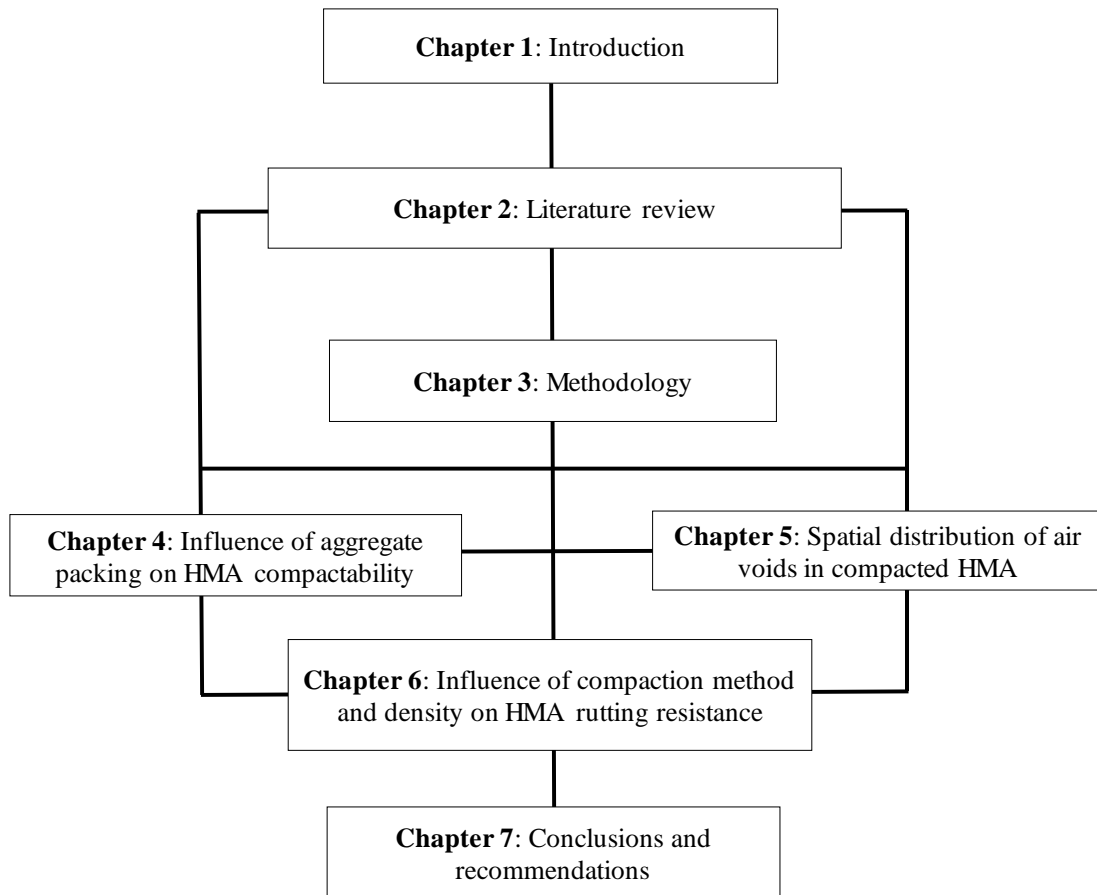 Chapter 1: Introduction
Chapter 2: Literature review
Chapter 3: Methodology
Chapter 4: Influence of aggregate
packing on HMA compactability
Chapter 5: Spatial distribution of air
voids in compacted HMA
Chapter 6: Influence of compaction method
and density on HMA rutting resistance
Chapter 7: Conclusions and
recommendations